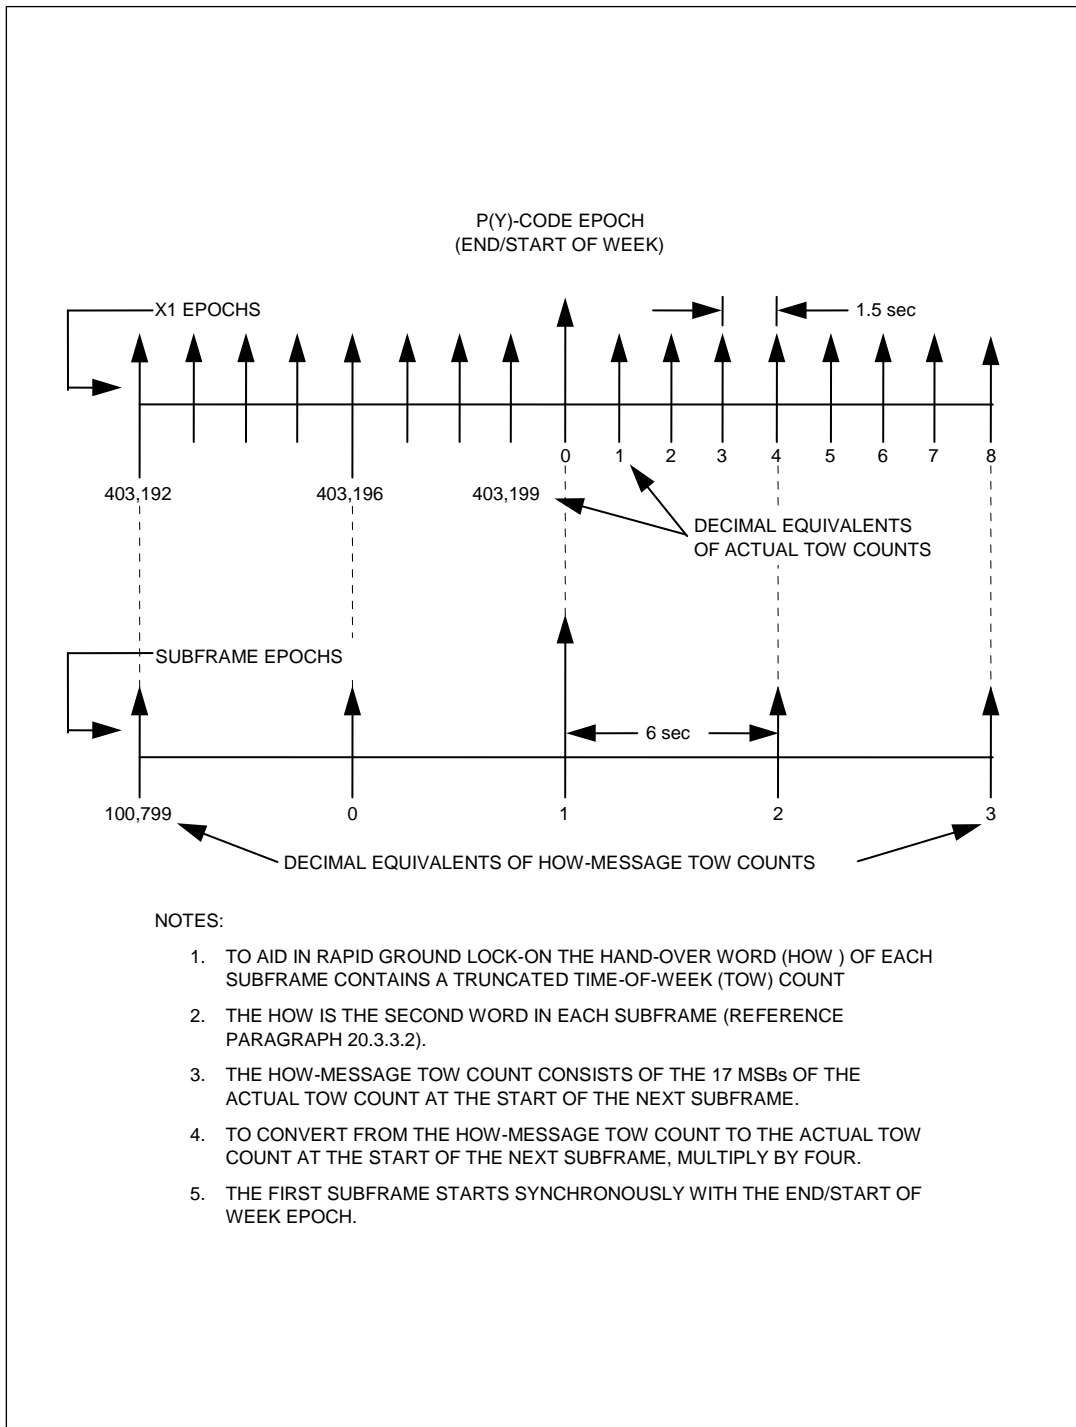 P(Y)-CODE EPOCH
(END/START OF WEEK)
X1 EPOCHS
1.5 sec
0 1 2 3 4 5 6 7 8
403,192 403,196 403,199
DECIMAL EQUIVALENTS
OF ACTUAL TOW COUNTS
SUBFRAME EPOCHS
6 sec
100,799 0 1 2 3
DECIMAL EQUIVALENTS OF HOW-MESSAGE TOW COUNTS
NOTES:
1. TO AID IN RAPID GROUND LOCK-ON THE HAND-OVER WORD (HOW ) OF EACH
SUBFRAME CONTAINS A TRUNCATED TIME-OF-WEEK (TOW) COUNT
2. THE HOW IS THE SECOND WORD IN EACH SUBFRAME (REFERENCE
PARAGRAPH 20.3.3.2).
3. THE HOW-MESSAGE TOW COUNT CONSISTS OF THE 17 MSBs OF THE
ACTUAL TOW COUNT AT THE START OF THE NEXT SUBFRAME.
4. TO CONVERT FROM THE HOW-MESSAGE TOW COUNT TO THE ACTUAL TOW
COUNT AT THE START OF THE NEXT SUBFRAME, MULTIPLY BY FOUR.
5. THE FIRST SUBFRAME STARTS SYNCHRONOUSLY WITH THE END/START OF
WEEK EPOCH.